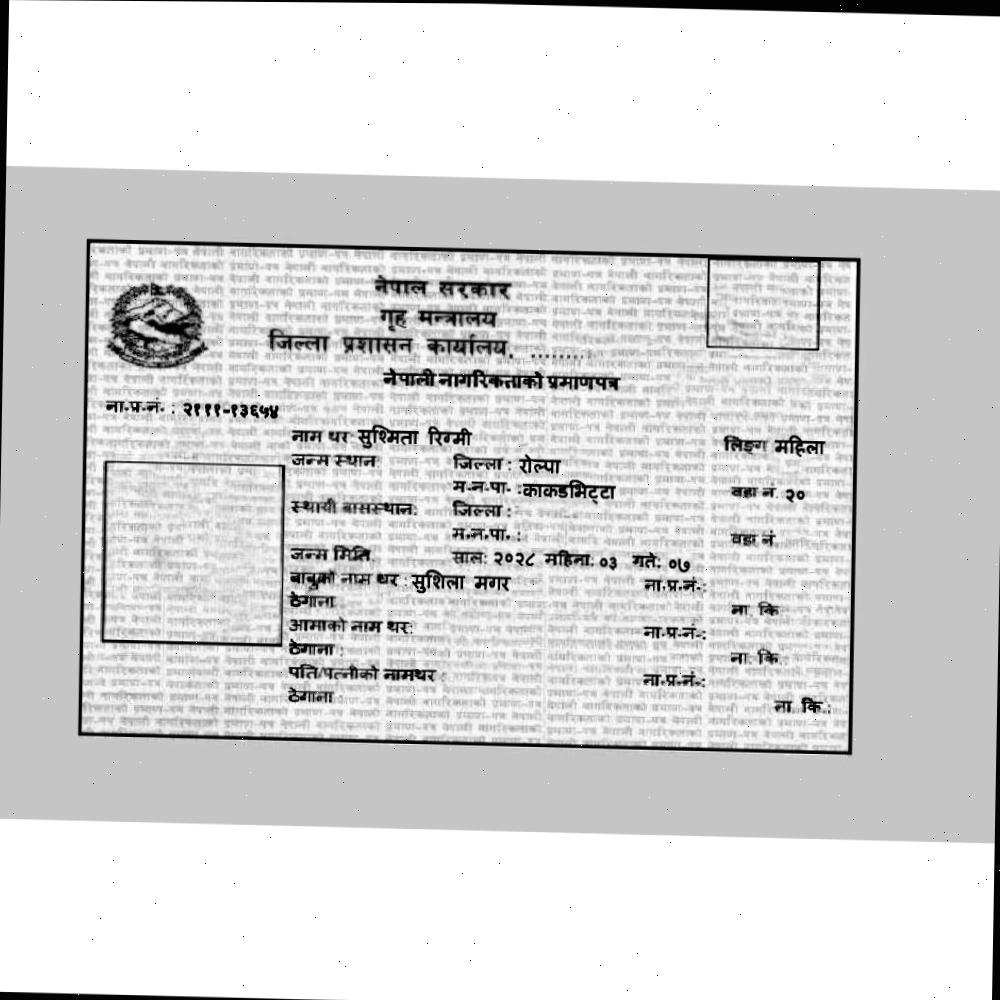 नेपाल सरकार
गृह मन्त्रालय
जिल्ला प्रशासन कार्यालय, .........
नेपाली नागरिकताको प्रमाणपत्र
ना.प्र.नं. : २१११-१३६५४
नाम थर: सुश्मिता रिग्मी लिङ्ग महिला
जन्म स्थान: जिल्ला : रोल्पा
म.न.पा. : काकडभिट्टा वडा नं. २०
स्थायी बासस्थान: जिल्ला :
म.न.पा. : वडा नं.
जन्म मिति: साल: २०२८ महिना: ०३ गते: ०७
बाबुको नाम थर : सुशिला मगर ना.प्र.नं.:
ठेगाना : ना. कि.
आमाको नाम थर: ना.प्र.नं.:
ठेगाना : ना. कि.:
पति/पत्नीको नामथर : ना.प्र.नं.:
ठेगाना ना. कि.: